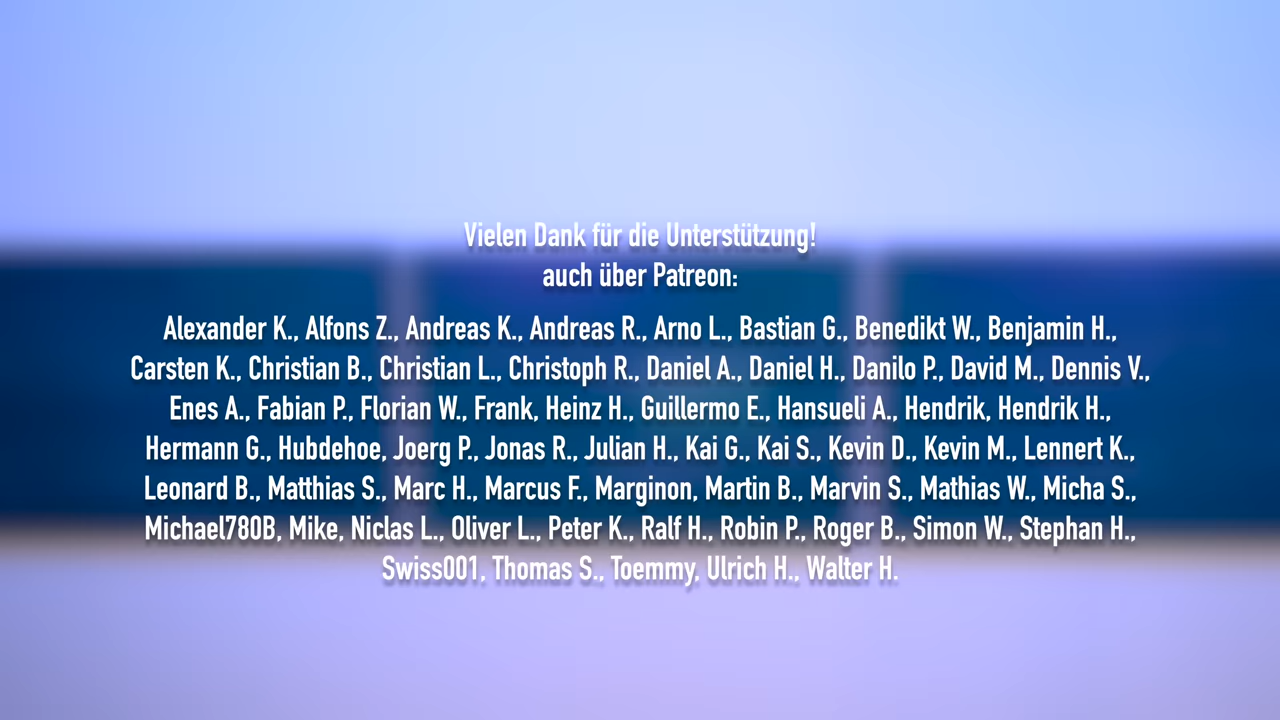 Vielen Dank für die Unterstützung!
auch über Patreon:
Alexander K., Alfons Z., Andreas K., Andreas R., Arno L., Bastian G., Benedikt W., Benjamin H.,
Carsten K., Christian B., Christian L., Christoph R., Daniel A., Daniel H., Danilo P., David M., Dennis V.,
Enes A., Fabian P., Florian W., Frank, Heinz H., Guillermo E., Hansueli A., Hendrik, Hendrik H.,
Hermann G., Hubdehoe, Joerg P., Jonas R., Julian H., Kai G., Kai S., Kevin D., Kevin M., Lennert K.,
Leonard B., Matthias S., Marc H., Marcus F., Marginon, Martin B., Marvin S., Mathias W., Micha S.,
Michael780B, Mike, Niclas L., Oliver L., Peter K., Ralf H., Robin P., Roger B., Simon W., Stephan H.,
Swiss001, Thomas S., Toemmy, Ulrich H., Walter H.